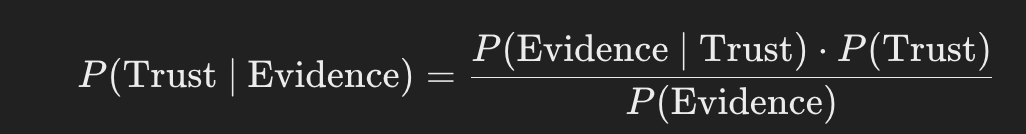 P(Trust | Evidence) = P(Evidence | Trust) · P(Trust) / P(Evidence)